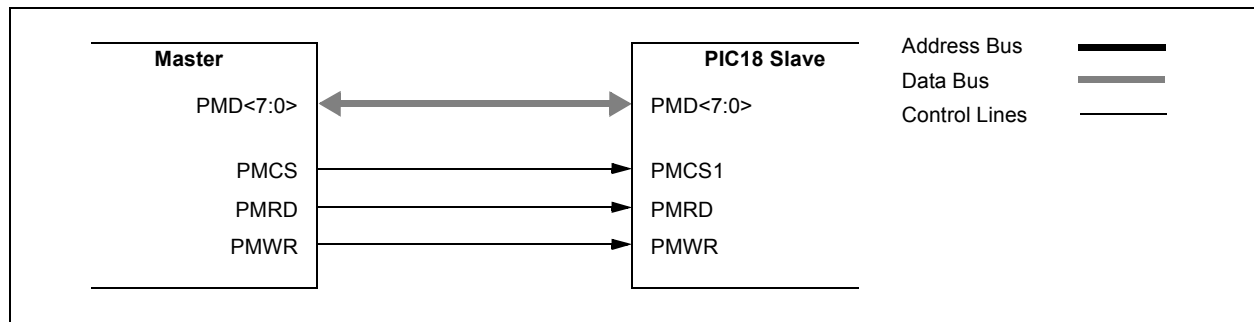 Master
PMD<7:0>
PMCS
PMRD
PMWR
PIC18 Slave
PMD<7:0>
PMCS1
PMRD
PMWR
Address Bus
Data Bus
Control Lines